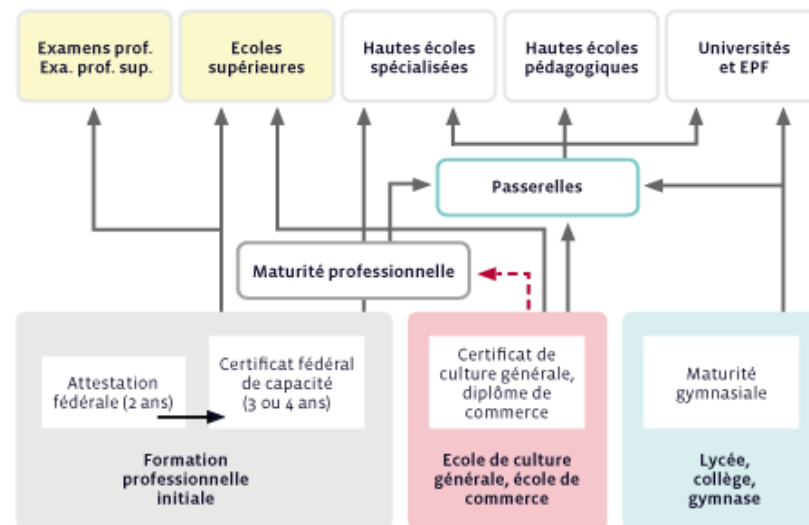 Examens prof.
Exa. prof. sup.
Ecoles
supérieures
Hautes écoles
spécialisées
Hautes écoles
pédagogiques
Universités
et EPF
Passerelles
Maturité professionnelle
Attestation
fédérale (2 ans)
Certificat fédéral
de capacité
(3 ou 4 ans)
Formation
professionnelle
initiale
Certificat de
culture générale,
diplôme de
commerce
Ecole de culture
générale, école de
commerce
Maturité
gymnasiale
Lycée,
collège,
gymnase